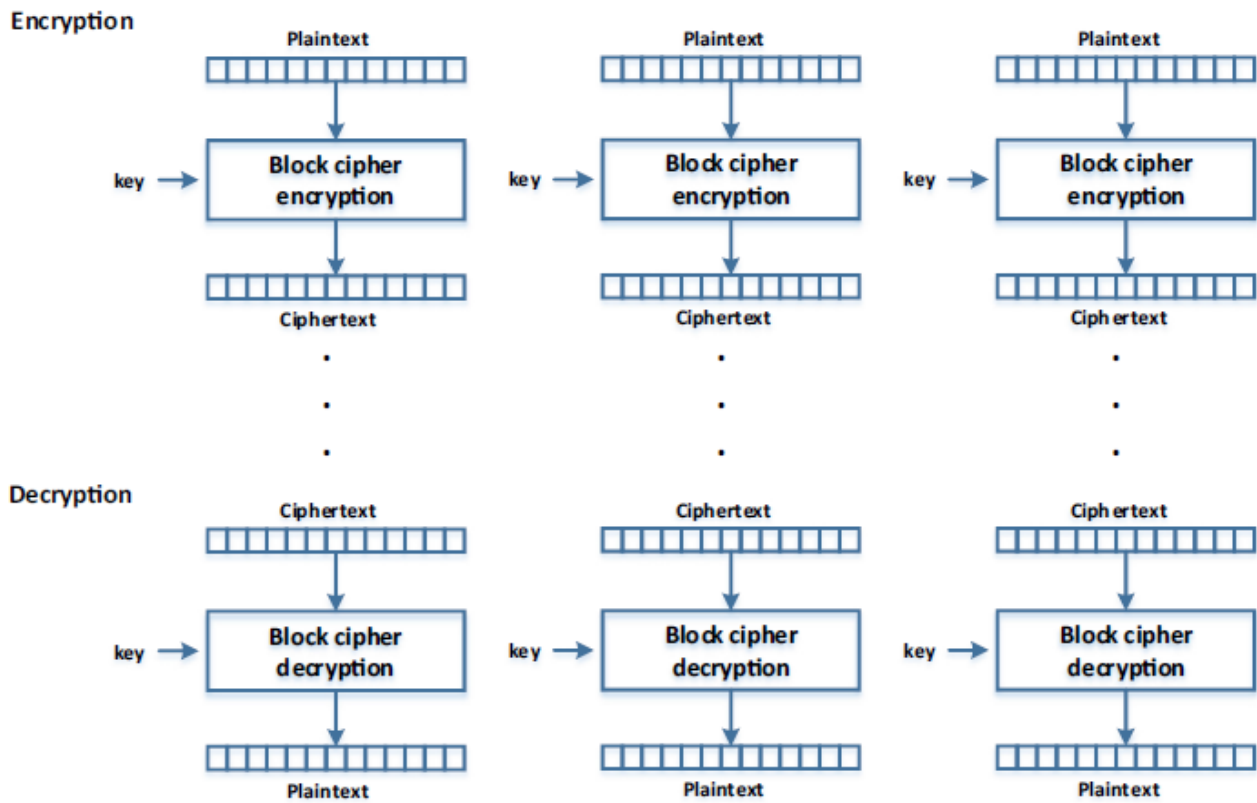 Encryption
Plaintext Plaintext Plaintext
key Block cipher encryption key Block cipher encryption key Block cipher encryption
Ciphertext Ciphertext Ciphertext
. . .
. . .
. . .
Decryption
Ciphertext Ciphertext Ciphertext
key Block cipher decryption key Block cipher decryption key Block cipher decryption
Plaintext Plaintext Plaintext